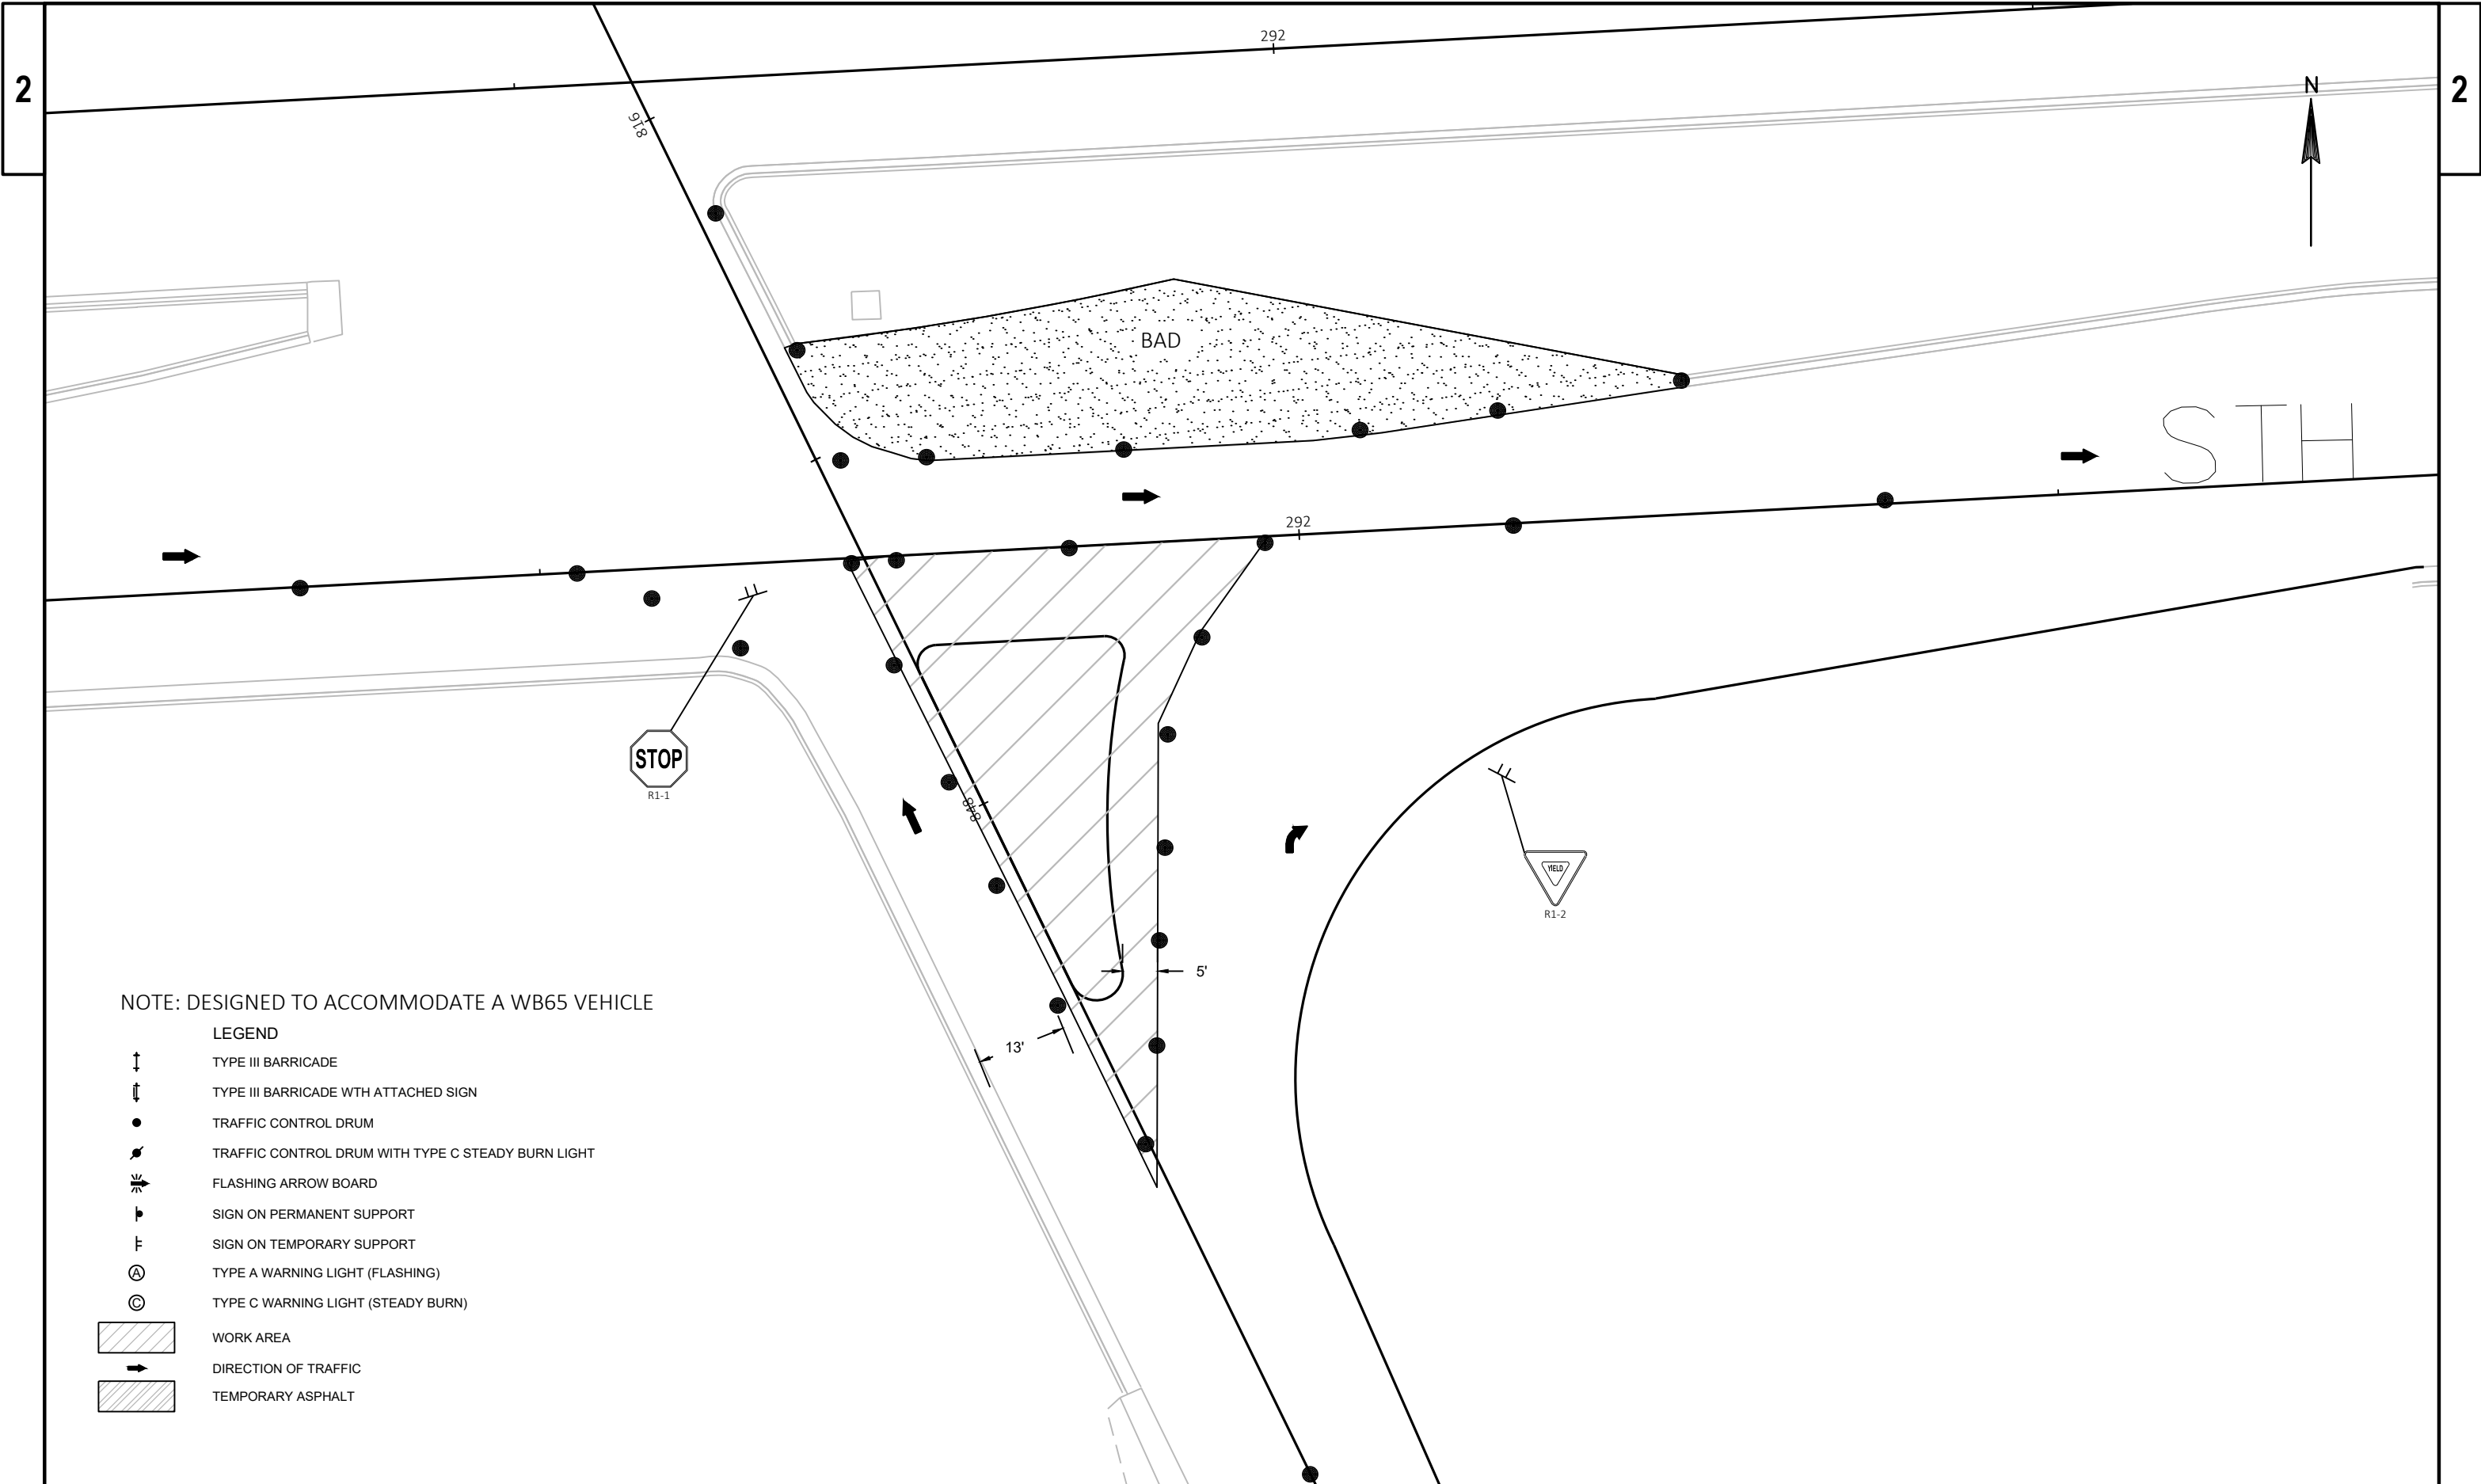 2
2
292
N
816
BAD
STH
292
STOP
R1-1
848
YIELD
R1-2
5'
13'
NOTE: DESIGNED TO ACCOMMODATE A WB65 VEHICLE
LEGEND
TYPE III BARRICADE
TYPE III BARRICADE WTH ATTACHED SIGN
TRAFFIC CONTROL DRUM
TRAFFIC CONTROL DRUM WITH TYPE C STEADY BURN LIGHT
FLASHING ARROW BOARD
SIGN ON PERMANENT SUPPORT
SIGN ON TEMPORARY SUPPORT
A TYPE A WARNING LIGHT (FLASHING)
C TYPE C WARNING LIGHT (STEADY BURN)
WORK AREA
DIRECTION OF TRAFFIC
TEMPORARY ASPHALT